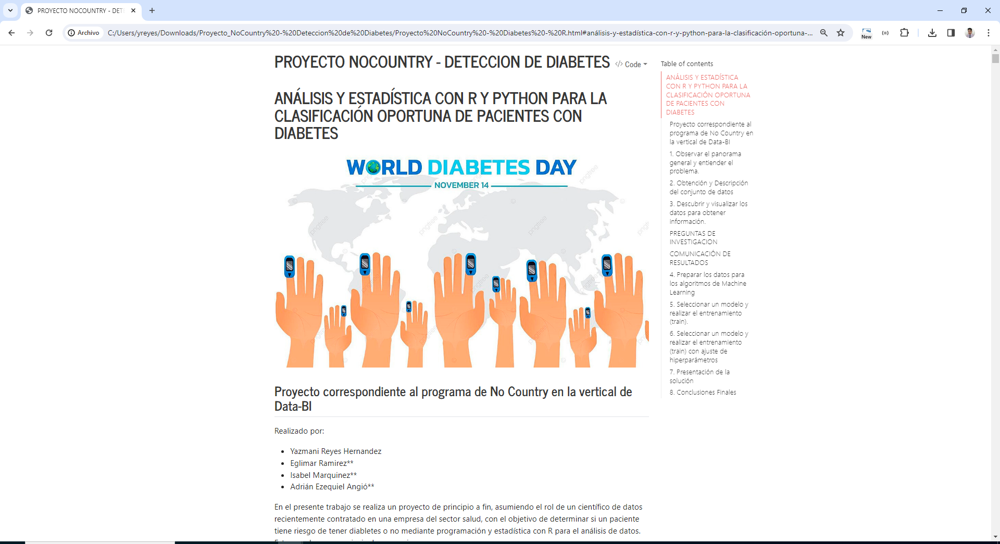 PROYECTO NOCOUNTRY - DET
Archivo
C:/Users/yreyes/Downloads/Proyecto_NoCountry%20-%20Deteccion%20de%20Diabetes/Proyecto%20NoCountry%20-%20Diabetes%20-%20R.html#análisis-y-estadística-con-r-y-python-para-la-clasificación-oportuna-...
New
PROYECTO NOCOUNTRY - DETECCION DE DIABETES
</> Code
ANÁLISIS Y ESTADÍSTICA CON R Y PYTHON PARA LA
CLASIFICACIÓN OPORTUNA DE PACIENTES CON
DIABETES
WORLD DIABETES DAY
NOVEMBER 14
pngtree
Proyecto correspondiente al programa de No Country en la vertical de
Data-BI
Realizado por:
• Yazmani Reyes Hernandez
• Eglimar Ramirez**
• Isabel Marquinez**
• Adrián Ezequiel Angió**
En el presente trabajo se realiza un proyecto de principio a fin, asumiendo el rol de un científico de datos
recientemente contratado en una empresa del sector salud, con el objetivo de determinar si un paciente
tiene riesgo de tener diabletes o no mediante programación y estadística con R para el análisis de datos.
Table of contents
ANÁLISIS Y ESTADÍSTICA
CON R Y PYTHON PARA LA
CLASIFICACIÓN OPORTUNA
DE PACIENTES CON
DIABETES
Proyecto correspondiente al
programa de No Country en
la vertical de Data-BI
1. Observar el panorama
general y entiender el
problema.
2. Obtención y Descripción
del conjunto de datos
3. Descubrir y visualizar los
datos para obtener
información.
PREGUNTAS DE
INVESTIGACION
COMUNICACIÓN DE
RESULTADOS
4. Preparar los datos para
los algoritmos de Machine
Learning
5. Seleccionar un modelo y
realizar el entrenamiento
(train).
6. Seleccionar un modelo y
realizar el entrenamiento
(train) con ajuste de
hiperparámetros
7. Presentación de la
solución
8. Conclusiones Finales